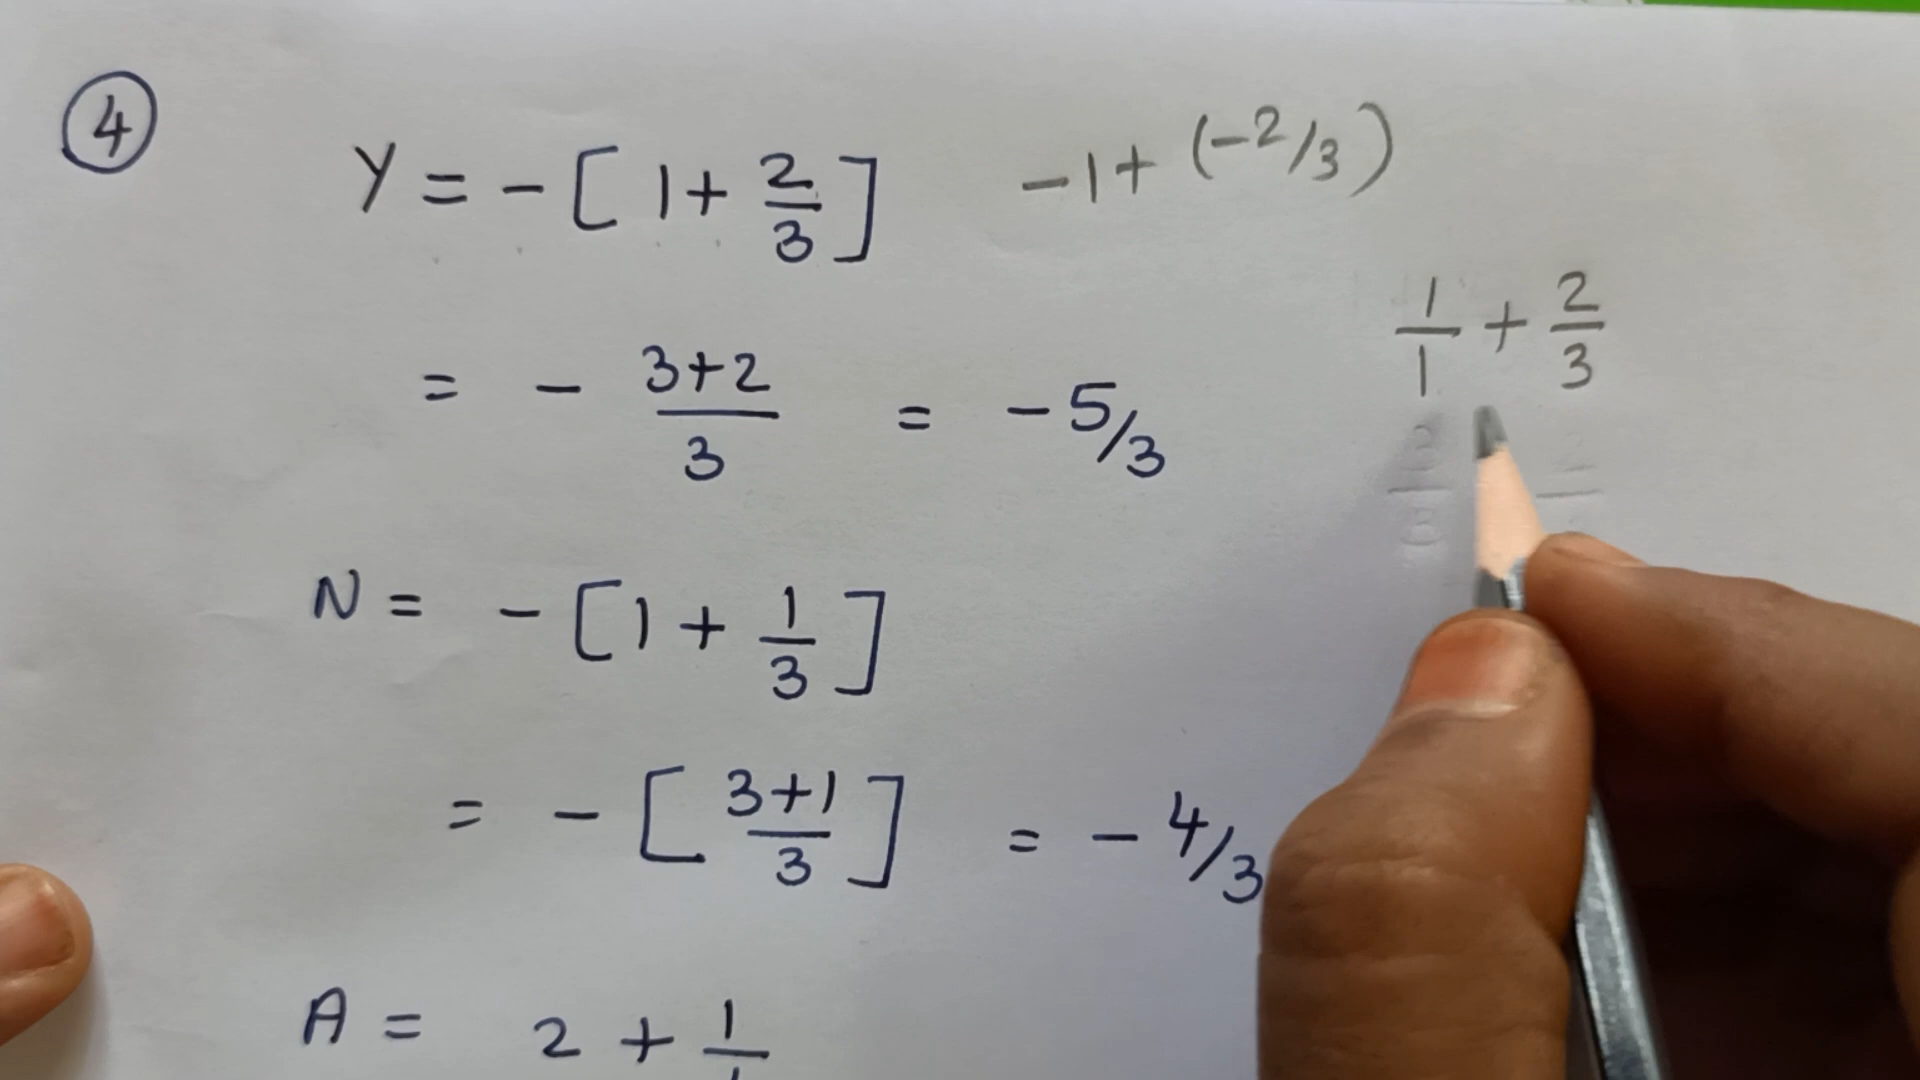 4
Y = - [ 1 + 2/3 ]    -1 + (-2/3)
1/1 + 2/3
= - 3+2/3 = - 5/3
N = - [ 1 + 1/3 ]
= - [ 3+1/3 ] = - 4/3
A = 2 + 1